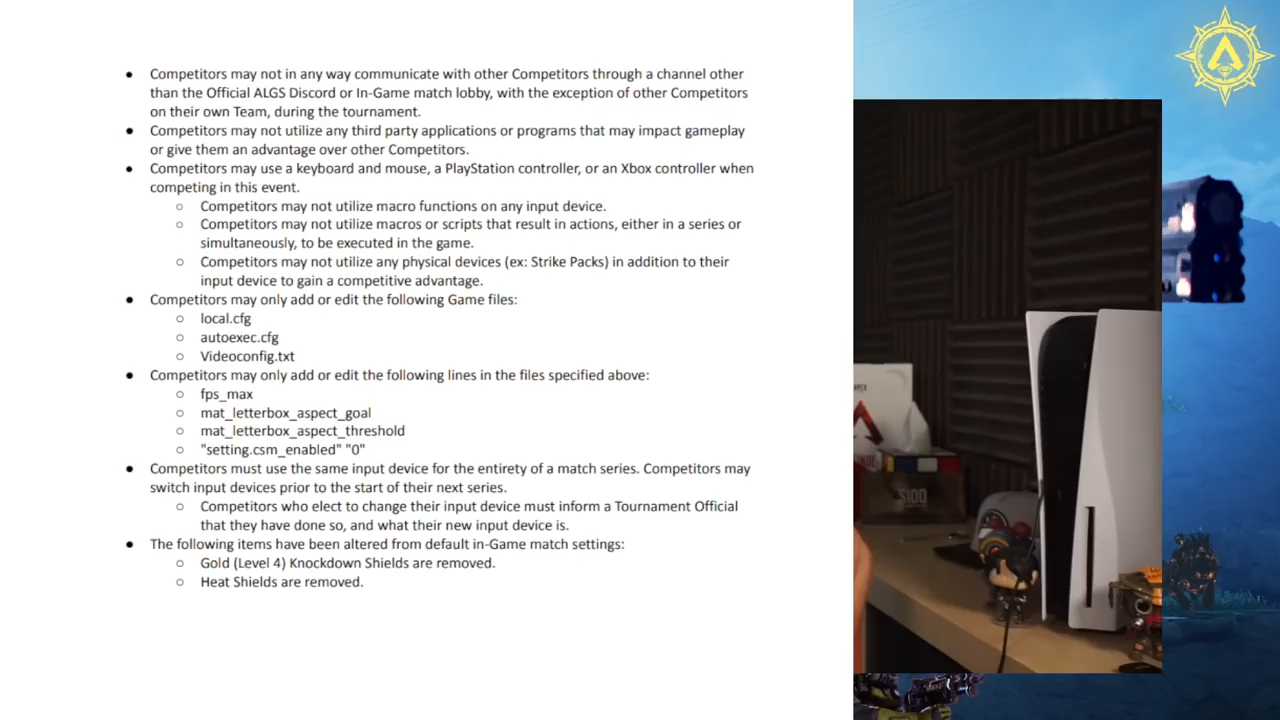 ● Competitors may not in any way communicate with other Competitors through a channel other
than the Official ALGS Discord or In-Game match lobby, with the exception of other Competitors
on their own Team, during the tournament.
● Competitors may not utilize any third party applications or programs that may impact gameplay
or give them an advantage over other Competitors.
● Competitors may use a keyboard and mouse, a PlayStation controller, or an Xbox controller when
competing in this event.
○ Competitors may not utilize macro functions on any input device.
○ Competitors may not utilize macros or scripts that result in actions, either in a series or
simultaneously, to be executed in the game.
○ Competitors may not utilize any physical devices (ex: Strike Packs) in addition to their
input device to gain a competitive advantage.
● Competitors may only add or edit the following Game files:
○ local.cfg
○ autoexec.cfg
○ Videoconfig.txt
● Competitors may only add or edit the following lines in the files specified above:
○ fps_max
○ mat_letterbox_aspect_goal
○ mat_letterbox_aspect_threshold
○ "setting.csm_enabled" "0"
● Competitors must use the same input device for the entirety of a match series. Competitors may
switch input devices prior to the start of their next series.
○ Competitors who elect to change their input device must inform a Tournament Official
that they have done so, and what their new input device is.
● The following items have been altered from default in-Game match settings:
○ Gold (Level 4) Knockdown Shields are removed.
○ Heat Shields are removed.
$100